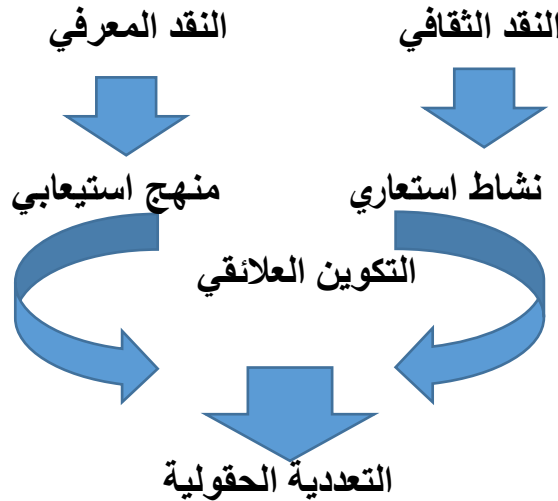 النقد الثقافي
النقد المعرفي
نشاط استعاري
منهج استيعابي
التكوين العلائقي
التعددية الحقولية